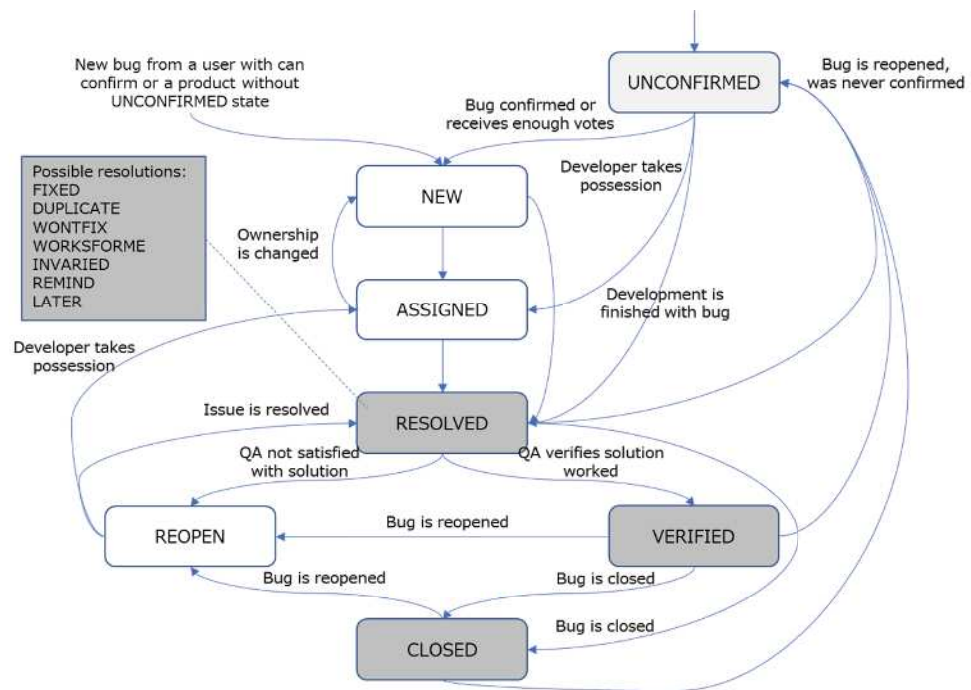 UNCONFIRMED
Bug is reopened,
was never confirmed
New bug from a user with can
confirm or a product without
UNCONFIRMED state
Bug confirmed or
receives enough votes
Possible resolutions:
FIXED
DUPLICATE
WONTFIX
WORKSFORME
INVARIED
REMIND
LATER
NEW
Developer takes
possession
Ownership
is changed
ASSIGNED
Development is
finished with bug
Developer takes
possession
Issue is resolved
RESOLVED
QA not satisfied
with solution
QA verifies solution
worked
REOPEN
Bug is reopened
VERIFIED
Bug is reopened
Bug is closed
CLOSED
Bug is closed